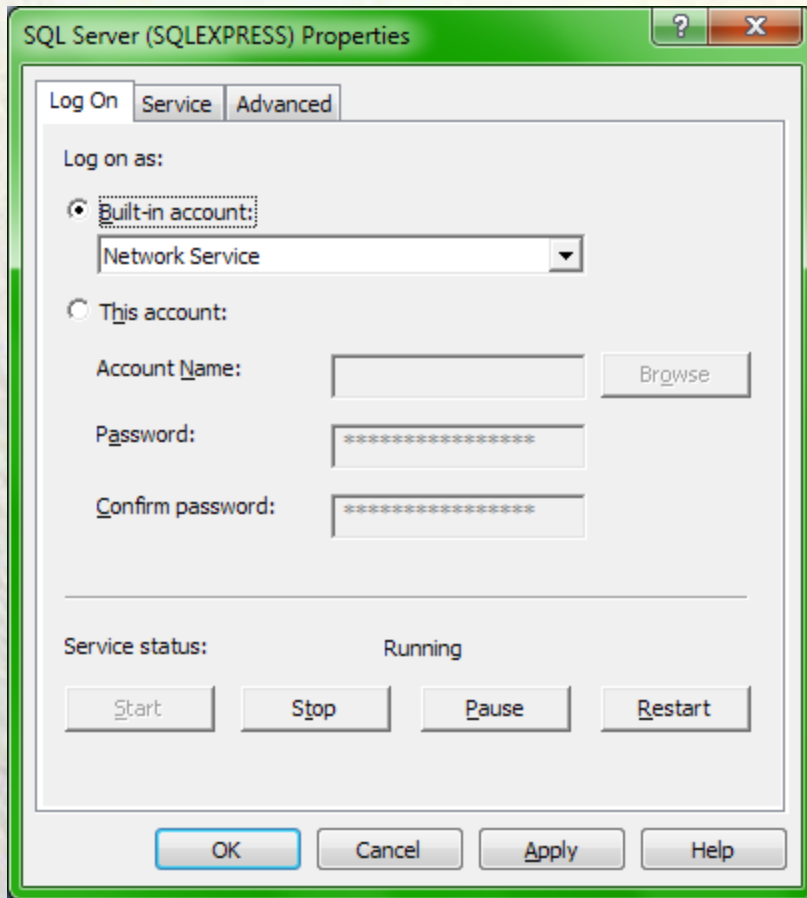 SQL Server (SQLEXPRESS) Properties
?
Log On Service Advanced
Log on as:
Built-in account:
Network Service
This account:
Account Name:
Browse
Password:
****************
Confirm password:
****************
Service status: Running
Start Stop Pause Restart
OK Cancel Apply Help